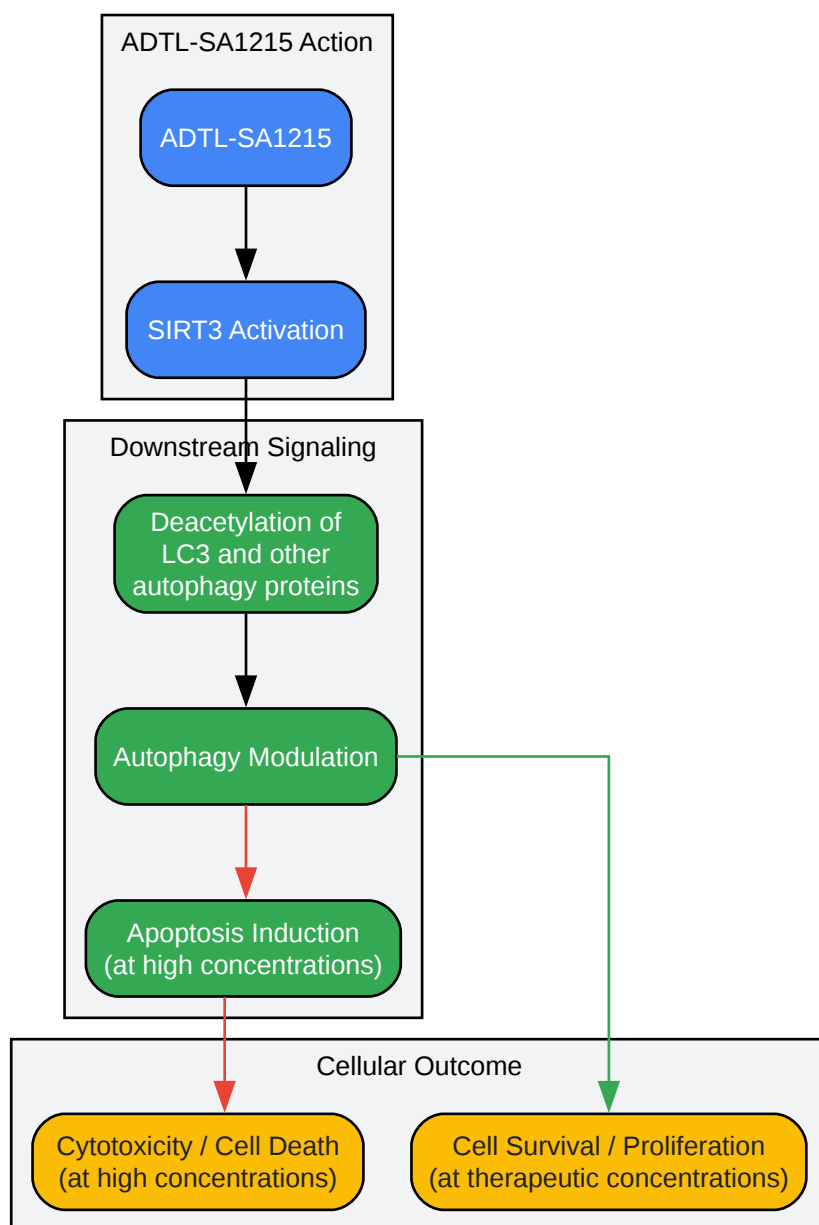 ADTL-SA1215 Action
ADTL-SA1215
SIRT3 Activation
Downstream Signaling
Deacetylation of
LC3 and other
autophagy proteins
Autophagy Modulation
Apoptosis Induction
(at high concentrations)
Cellular Outcome
Cytotoxicity / Cell Death
(at high concentrations)
Cell Survival / Proliferation
(at therapeutic concentrations)